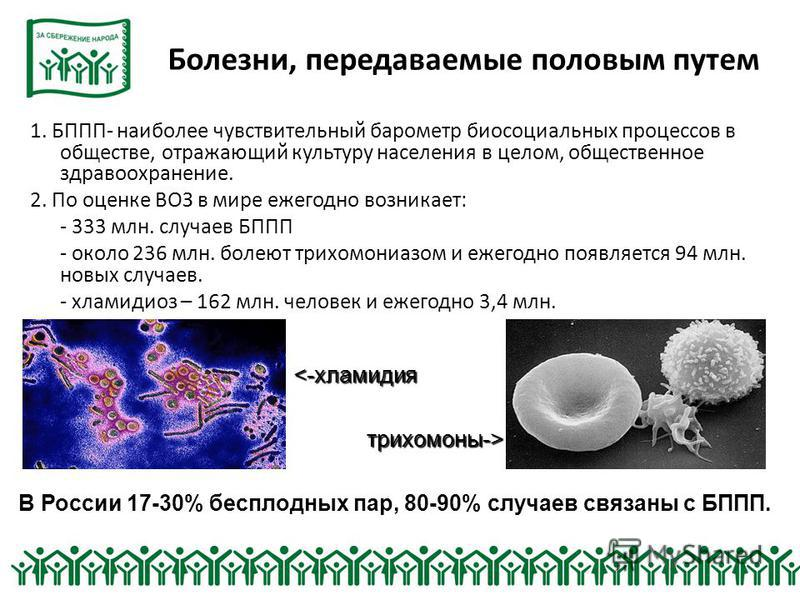 ЗА СБЕРЕЖЕНИЕ НАРОДА
Болезни, передаваемые половым путем
1. БППП- наиболее чувствительный барометр биосоциальных процессов в
обществе, отражающий культуру населения в целом, общественное
здравоохранение.
2. По оценке ВОЗ в мире ежегодно возникает:
- 333 млн. случаев БППП
- около 236 млн. болеют трихомониазом и ежегодно появляется 94 млн.
новых случаев.
- хламидиоз – 162 млн. человек и ежегодно 3,4 млн.
<-хламидия
трихомоны->
В России 17-30% бесплодных пар, 80-90% случаев связаны с БППП.
MyShared